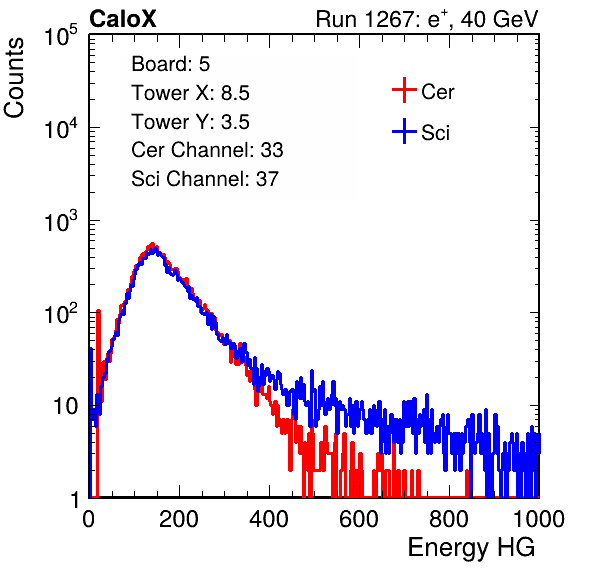 CaloX Run 1267: e⁺, 40 GeV
Counts
Board: 5
Tower X: 8.5
Tower Y: 3.5
Cer Channel: 33
Sci Channel: 37
Cer
Sci
10⁵
10⁴
10³
10²
10
1
0 200 400 600 800 1000
Energy HG